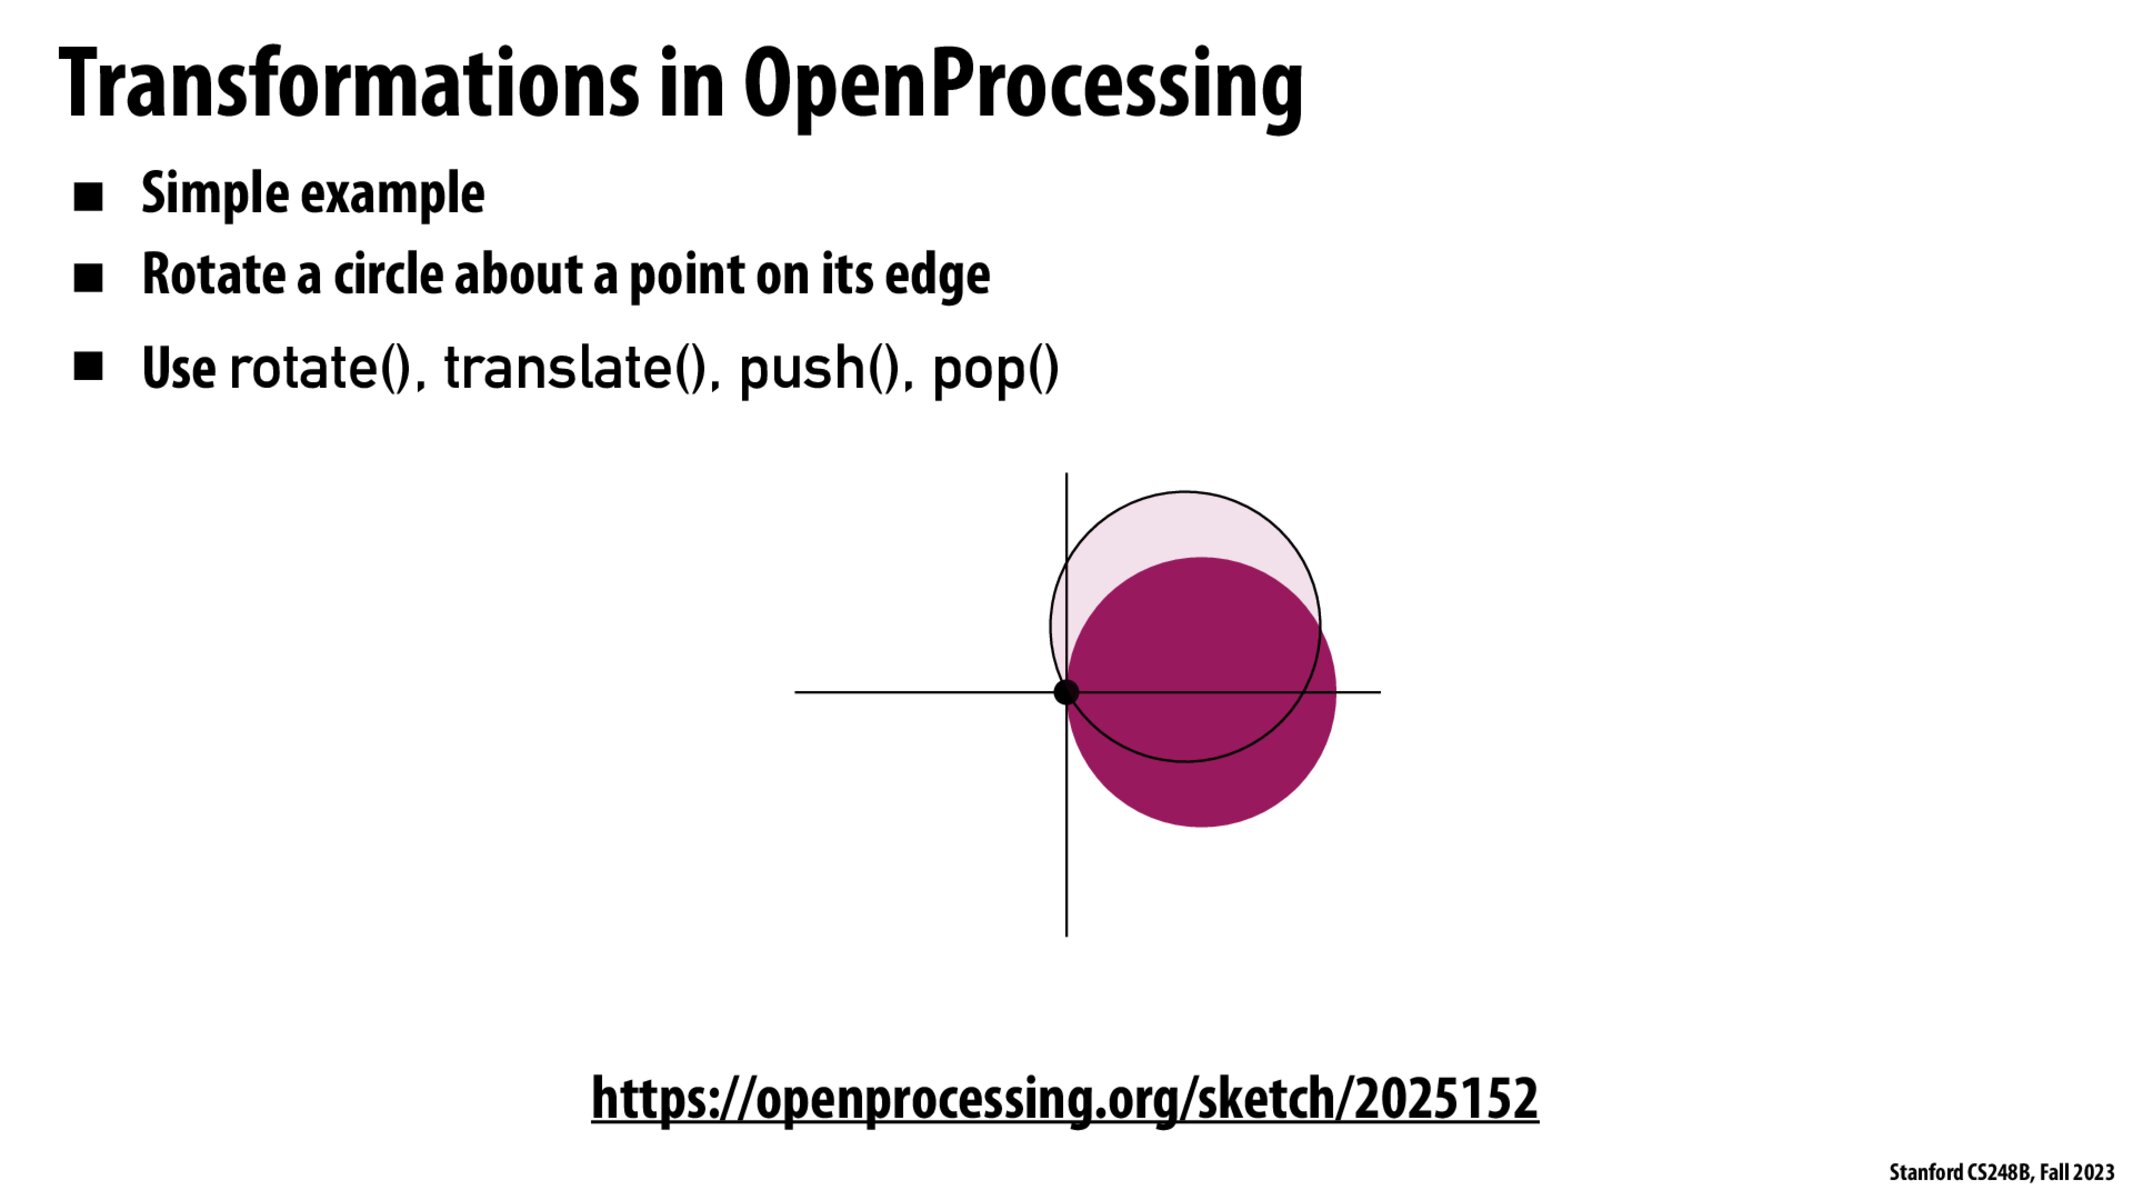 Transformations in OpenProcessing
■ Simple example
■ Rotate a circle about a point on its edge
■ Use rotate(), translate(), push(), pop()
https://openprocessing.org/sketch/2025152
Stanford CS248B, Fall 2023